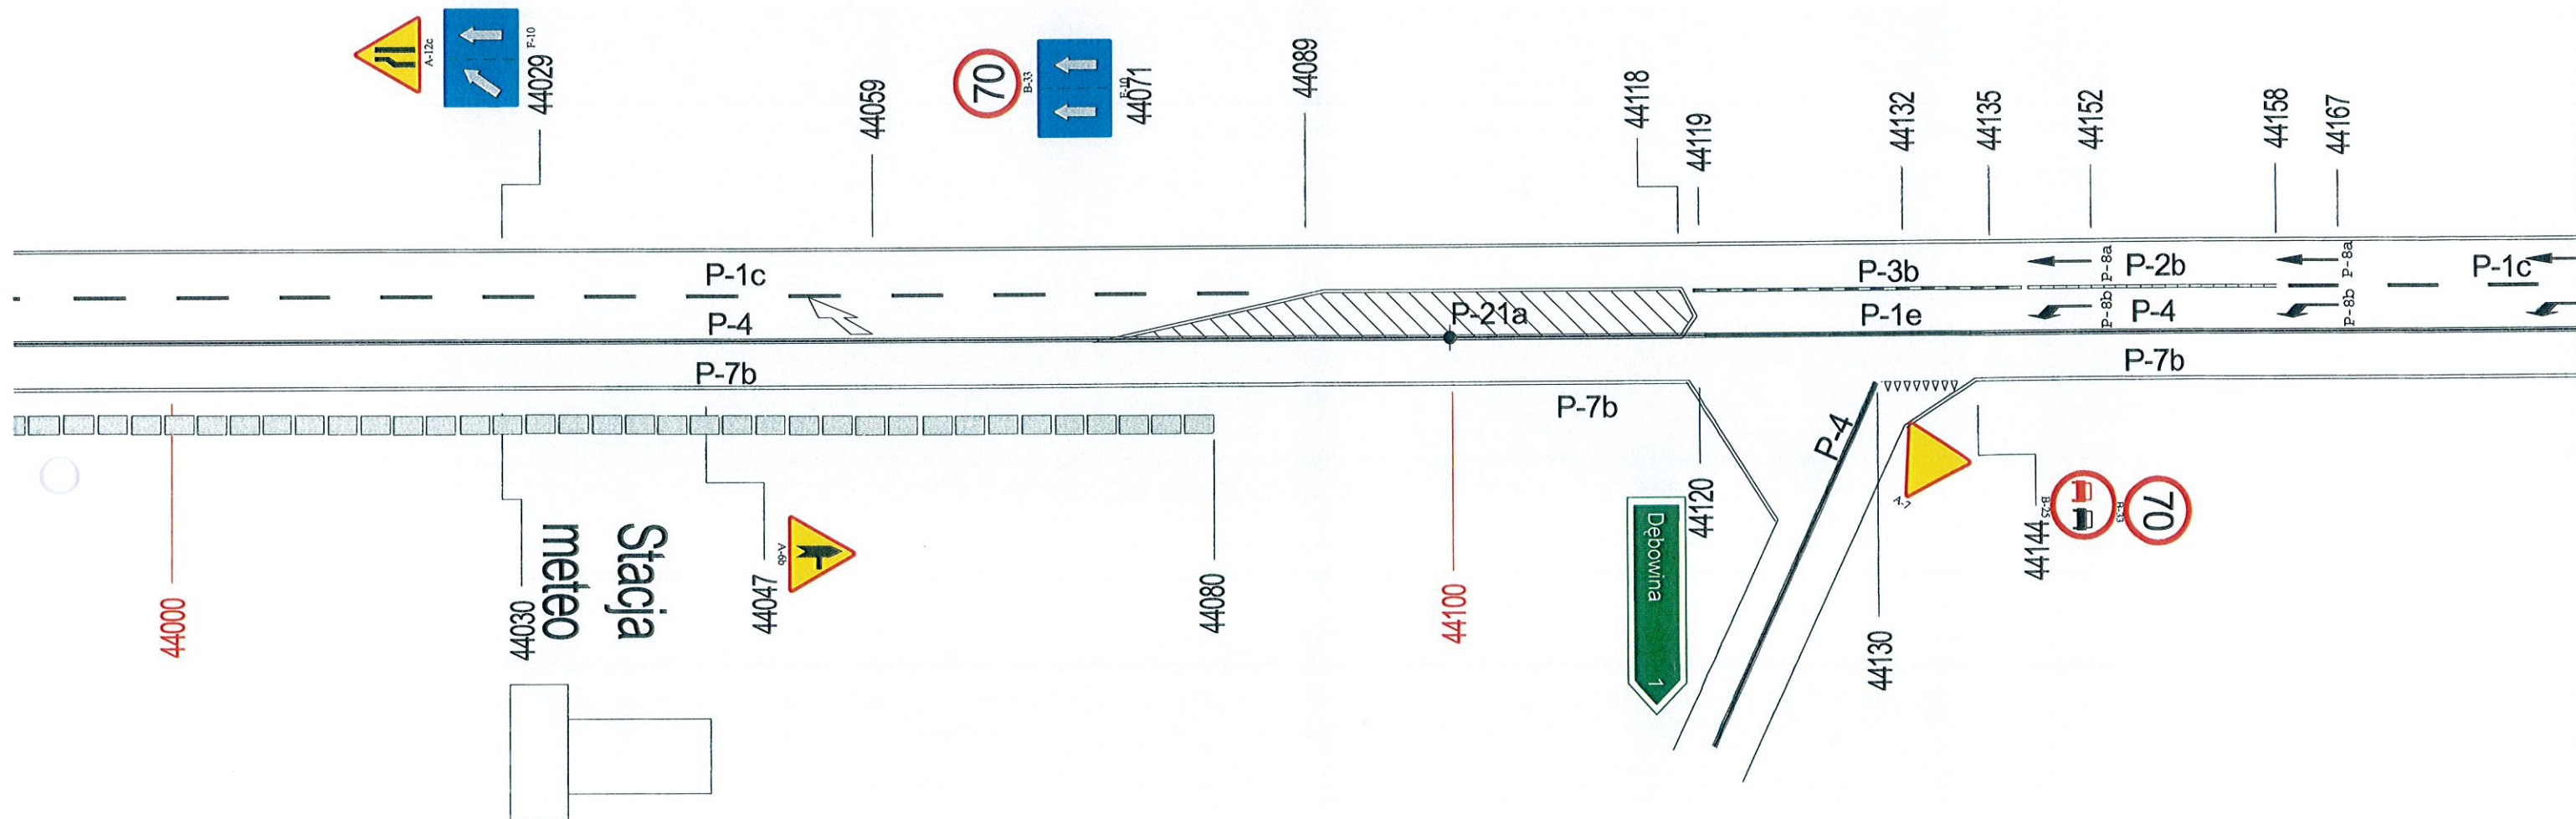 A-12c
F-10
44029
44059
70
B-33
F-10
44071
44089
44118
44119
44132
44135
44152
44158
44167
P-1c
P-4
P-7b
P-21a
P-7b
P-3b
P-1e
P-8a
P-8b
P-2b
P-4
P-8a
P-8b
P-1c
P-7b
P-4
44000
44030
Stacja
meteo
44047
A-6b
44080
44100
Dębowina 1
44120
44130
A-7
44144
B-25
B-33
70